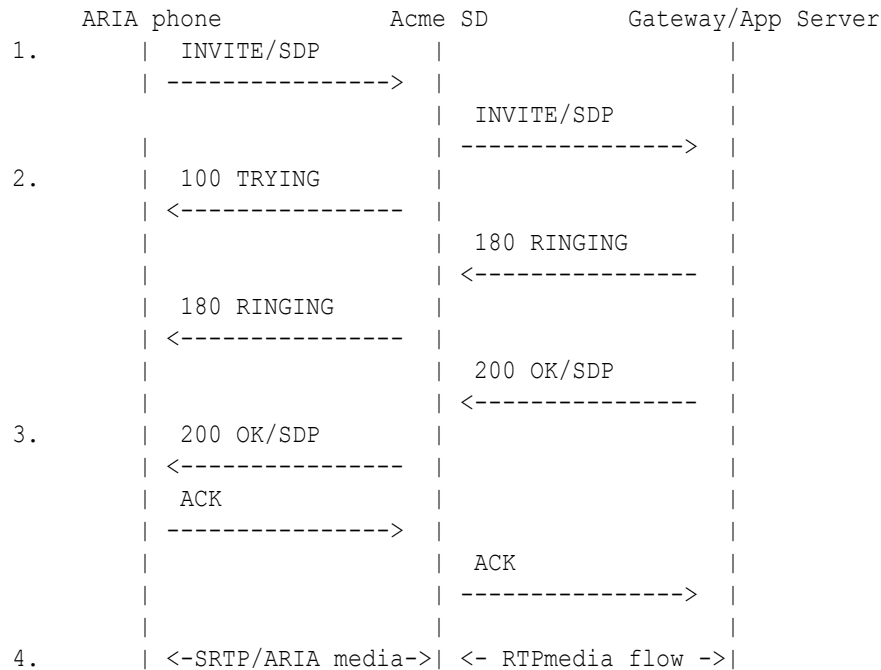 ARIA phone Acme SD Gateway/App Server
1. | INVITE/SDP | |
| ----------------> | |
| INVITE/SDP |
| | ----------------> |
2. | 100 TRYING | |
| <---------------- | |
| | 180 RINGING |
| | <---------------- |
| 180 RINGING | |
| <---------------- | |
| | 200 OK/SDP |
| | <---------------- |
3. | 200 OK/SDP | |
| <---------------- | |
| ACK | |
| ----------------> | |
| | ACK |
| | ----------------> |
| | |
4. | <-SRTP/ARIA media->| <- RTPmedia flow ->|